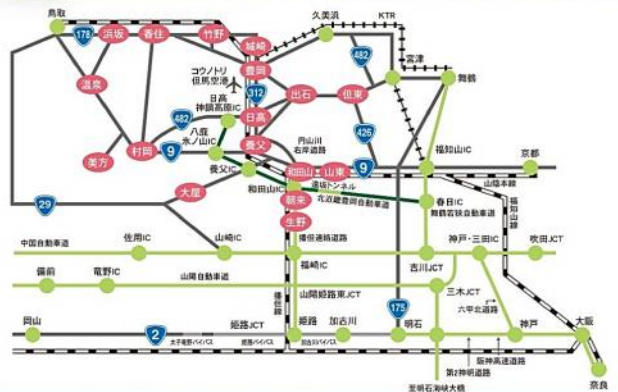 鳥取
久美浜
KTR
178
浜坂
香住
竹野
城崎
宮津
482
豊岡
舞鶴
コウノトリ
但馬空港
温泉
312
出石
但東
日高
神鍋高原IC
482
日高
八鹿
氷ノ山IC
円山川
右岸道路
426
村岡
9
養父
福知山IC
京都
美方
養父IC
和田山
山東
9
山陰本線
大屋
和田山IC
遠坂トンネル
朝来
北近畿豊岡自動車道
春日IC
舞鶴若狭自動車道
福知山線
29
生野
中国自動車道
佐用IC
山崎IC
播但連絡道路
神戸・三田IC
吹田JCT
福崎IC
吉川JCT
備前
竜野IC
山陽自動車道
山陽姫路東JCT
三木JCT
播但線
175
六甲北道路
岡山
2
姫路JCT
姫路
加古川
明石
神戸
大阪
太子竜野バイパス
姫路バイパス
加古川バイパス
阪神高速道路
第2神明道路
奈良
至明石海峡大橋